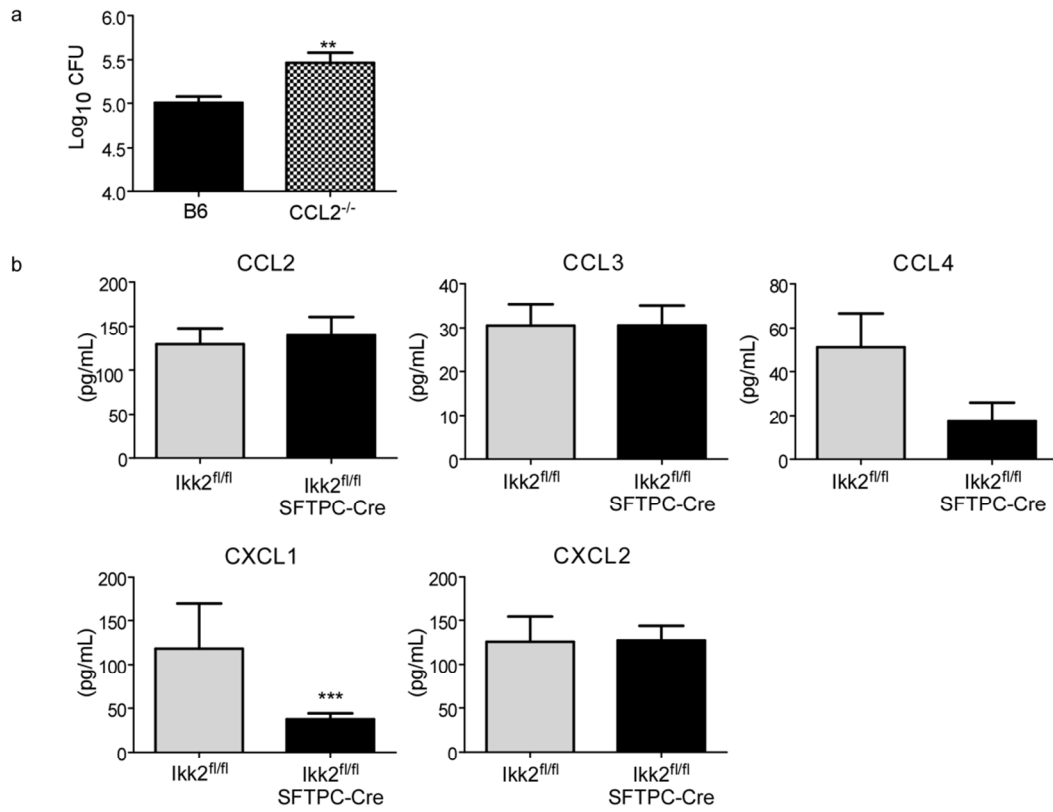 a
Log10 CFU
6.0
5.5
5.0
4.5
4.0
**
B6
CCL2-/-
b
CCL2
(pg/mL)
200
150
100
50
0
Ikk2fl/fl
Ikk2fl/fl
SFTPC-Cre
CCL3
(pg/mL)
40
30
20
10
0
Ikk2fl/fl
Ikk2fl/fl
SFTPC-Cre
CCL4
(pg/mL)
80
60
40
20
0
Ikk2fl/fl
Ikk2fl/fl
SFTPC-Cre
CXCL1
(pg/mL)
200
150
100
50
0
***
Ikk2fl/fl
Ikk2fl/fl
SFTPC-Cre
CXCL2
(pg/mL)
200
150
100
50
0
Ikk2fl/fl
Ikk2fl/fl
SFTPC-Cre